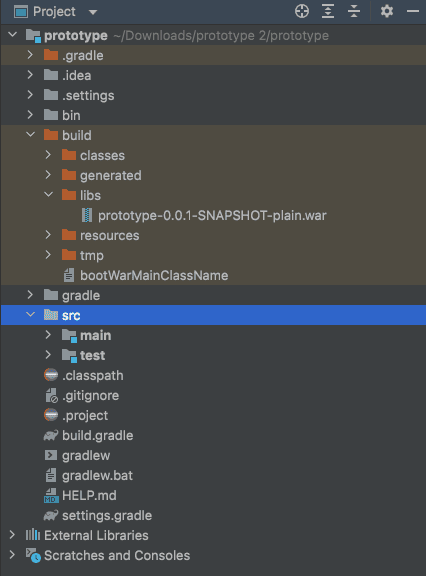 Project
prototype ~/Downloads/prototype 2/prototype
.gradle
.idea
.settings
bin
build
classes
generated
libs
prototype-0.0.1-SNAPSHOT-plain.war
resources
tmp
bootWarMainClassName
gradle
src
main
test
.classpath
.gitignore
.project
build.gradle
gradlew
gradlew.bat
MD HELP.md
settings.gradle
External Libraries
Scratches and Consoles